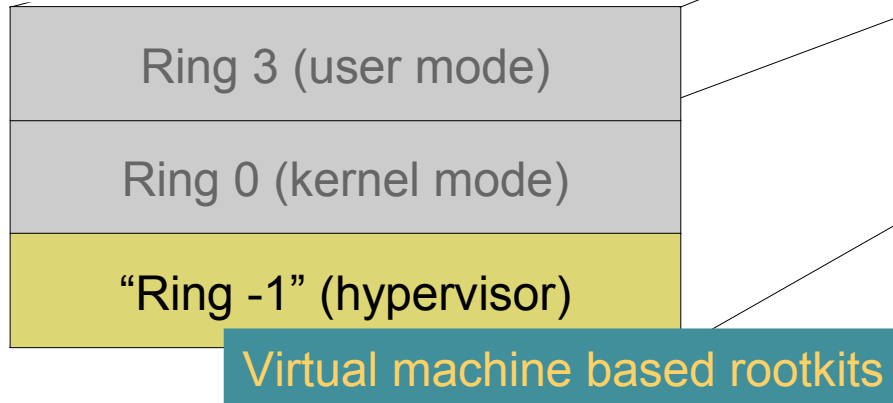 Ring 3 (user mode)
Ring 0 (kernel mode)
“Ring -1” (hypervisor)
Virtual machine based rootkits